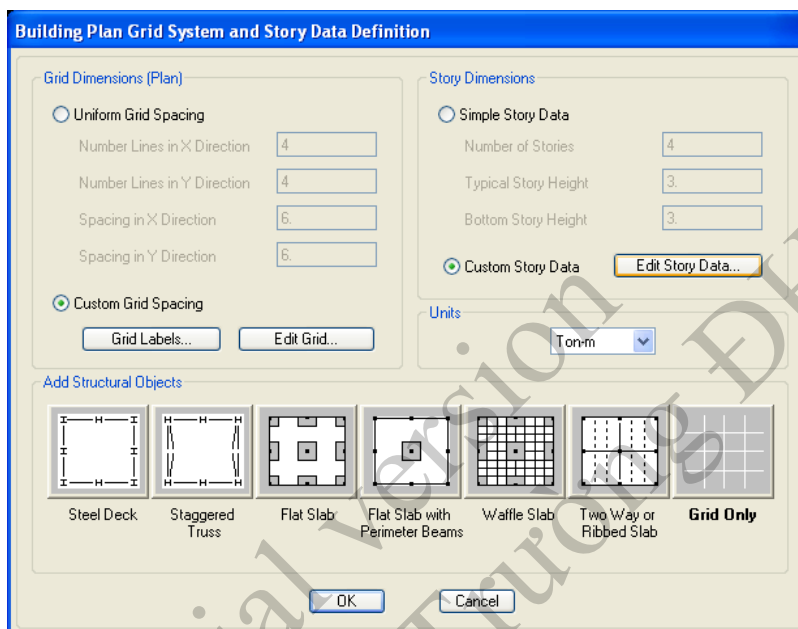 Building Plan Grid System and Story Data Definition
Grid Dimensions (Plan)
Uniform Grid Spacing
Number Lines in X Direction 4
Number Lines in Y Direction 4
Spacing in X Direction 6.
Spacing in Y Direction 6.
Custom Grid Spacing
Grid Labels... Edit Grid...
Story Dimensions
Simple Story Data
Number of Stories 4
Typical Story Height 3.
Bottom Story Height 3.
Custom Story Data Edit Story Data...
Units
Ton-m
Add Structural Objects
Steel Deck
Staggered
Truss
Flat Slab
Flat Slab with
Perimeter Beams
Waffle Slab
Two Way or
Ribbed Slab
Grid Only
OK Cancel
version
Trường